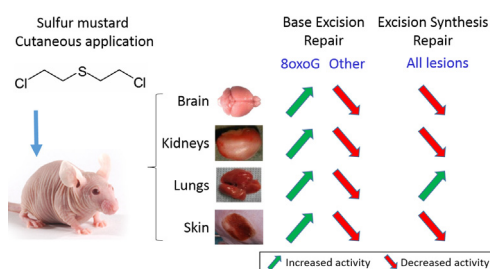 Sulfur mustard
Cutaneous application
Base Excision
Repair
Excision Synthesis
Repair
8oxoG Other
All lesions
Cl
S
Cl
Brain
Kidneys
Lungs
Skin
Increased activity
Decreased activity